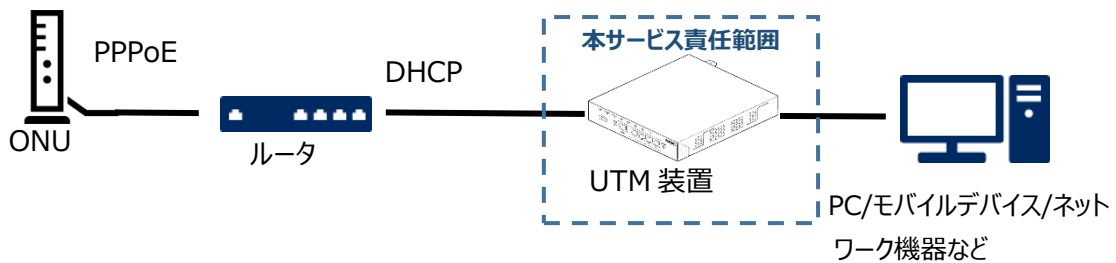 本サービス責任範囲
PPPoE
DHCP
ONU
ルータ
UTM 装置
PC/モバイルデバイス/ネット
ワーク機器など